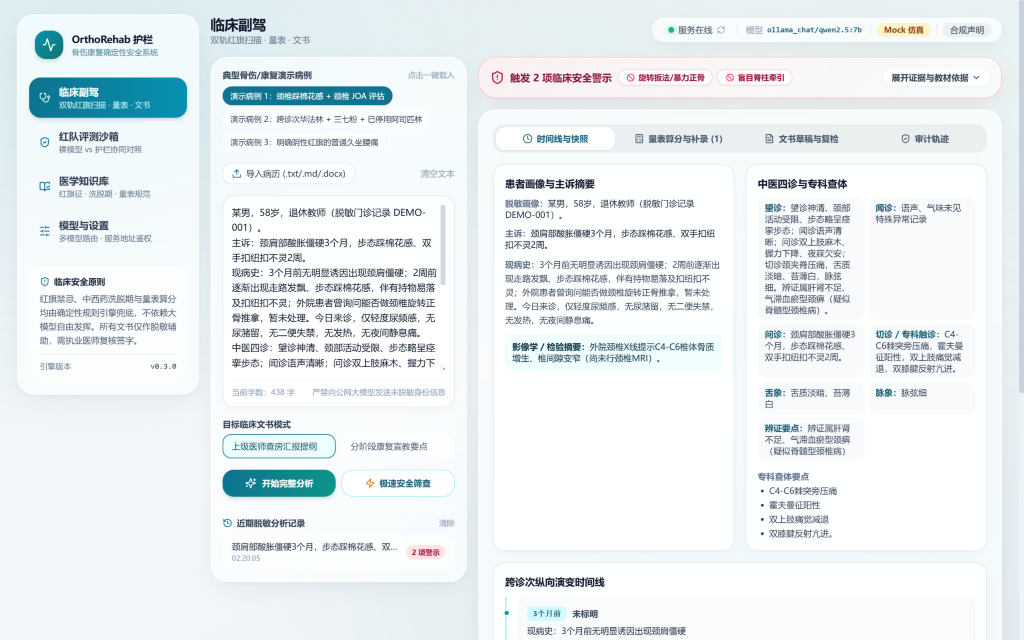 OrthoRehab 护栏
骨伤康复确定性安全系统
临床副驾
双轨红旗扫描 · 量表 · 文书
红队评测沙箱
裸模型 vs 护栏协同对照
医学知识库
红旗征 · 洗脱期 · 量表规范
模型与设置
多模型路由 · 服务地址鉴权
临床安全原则
红旗禁忌、中西药洗脱期与量表算分
均由确定性规则引擎兜底，不依赖大
模型自由发挥。所有文书仅作脱敏辅
助，需执业医师复核签字。
引擎版本
v0.3.0
临床副驾
双轨红旗扫描 · 量表 · 文书
服务在线
模型 ollama_chat/qwen2.5:7b
Mock 仿真
合规声明
典型骨伤/康复演示病例
点击一键载入
演示病例 1：颈椎踩棉花感 + 颈椎 JOA 评估
演示病例 2：跨诊次华法林 + 三七粉 + 已停用阿司匹林
演示病例 3：明确阴性红旗的普通久坐腰痛
导入病历 (.txt/.md/.docx)
清空文本
某男，58岁，退休教师（脱敏门诊记录 DEMO-
001）。
主诉：颈肩部酸胀僵硬3个月，步态踩棉花感、双
手扣纽扣不灵2周。
现病史：3个月前无明显诱因出现颈肩僵硬；2周前
逐渐出现走路发飘、步态踩棉花感，伴有持物易落
及扣纽扣不灵；外院患者曾询问能否做颈椎旋转正
骨推拿，暂未处理。今日来诊，仅轻度尿频感，无
尿潴留，无二便失禁，无发热，无夜间静息痛。
中医四诊：望诊神清、颈部活动受限、步态略呈痉
挛步态；闻诊语声清晰；问诊双上肢麻木、握力下
当前字数：438 字
严禁向公网大模型发送未脱敏身份信息
目标临床文书模式
上级医师查房汇报提纲
分阶段康复宣教要点
开始完整分析
极速安全筛查
近期脱敏分析记录
清除
颈肩部酸胀僵硬3个月，步态踩棉花感、双...
02:20:05
2 项警示
触发 2 项临床安全警示
旋转扳法/暴力正骨
盲目脊柱牵引
展开证据与教材依据
时间线与快照
量表算分与补录 (1)
文书草稿与复检
审计轨迹
患者画像与主诉摘要
脱敏画像：某男，58岁，退休教师（脱敏门诊记录
DEMO-001）。
主诉：颈肩部酸胀僵硬3个月，步态踩棉花感、双手扣纽
扣不灵2周。
现病史：3个月前无明显诱因出现颈肩僵硬；2周前逐渐出
现走路发飘、步态踩棉花感，伴有持物易落及扣纽扣不
灵；外院患者曾询问能否做颈椎旋转正骨推拿，暂未处
理。今日来诊，仅轻度尿频感，无尿潴留，无二便失禁，
无发热，无夜间静息痛。
影像学 / 检验摘要：外院颈椎X线提示C4-C6椎体骨质
增生、椎间隙变窄（尚未行颈椎MRI）。
中医四诊与专科查体
望诊：望诊神清、颈部
活动受限、步态略呈痉
挛步态；闻诊语声清
晰；问诊双上肢麻木、
握力下降、夜寐欠安；
切诊颈夹脊压痛，舌质
淡暗、苔薄白，脉弦
细。辨证属肝肾不足、
气滞血瘀型颈痹（疑似
脊髓型颈椎病）。
闻诊：语声、气味未见
特殊异常记录
问诊：颈肩部酸胀僵硬3
个月，步态踩棉花感、
双手扣纽扣不灵2周。
切诊 / 专科触诊：C4-
C6棘突旁压痛，霍夫曼
征阳性，双上肢痛觉减
退，双膝腱反射亢进。
舌象：舌质淡暗、苔薄
白
脉象：脉弦细
辨证要点：辨证属肝肾
不足、气滞血瘀型颈痹
（疑似脊髓型颈椎病）
专科查体要点
• C4-C6棘突旁压痛
• 霍夫曼征阳性
• 双上肢痛觉减退
• 双膝腱反射亢进。
跨诊次纵向演变时间线
3个月前 未标明
现病史：3个月前无明显诱因出现颈肩僵硬